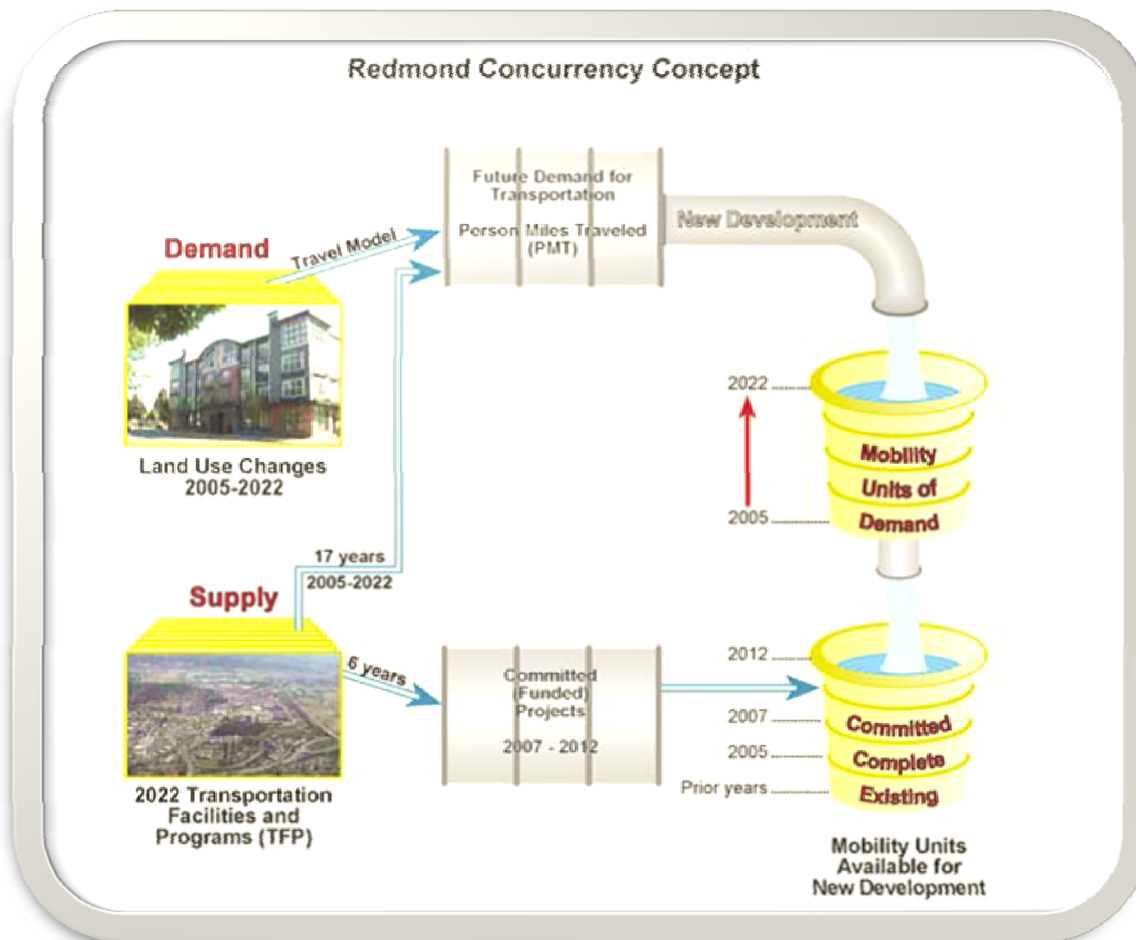 Redmond Concurrency Concept
Future Demand for
Transportation
Person Miles Traveled
(PMT)
New Development
Demand
Travel Model
Land Use Changes
2005-2022
2022
Mobility
Units of
2005
Demand
17 years
2005-2022
Supply
6 years
2022 Transportation
Facilities and
Programs (TFP)
Committed
(Funded)
Projects
2007 - 2012
2012
2007
Committed
2005
Complete
Prior years
Existing
Mobility Units
Available for
New Development